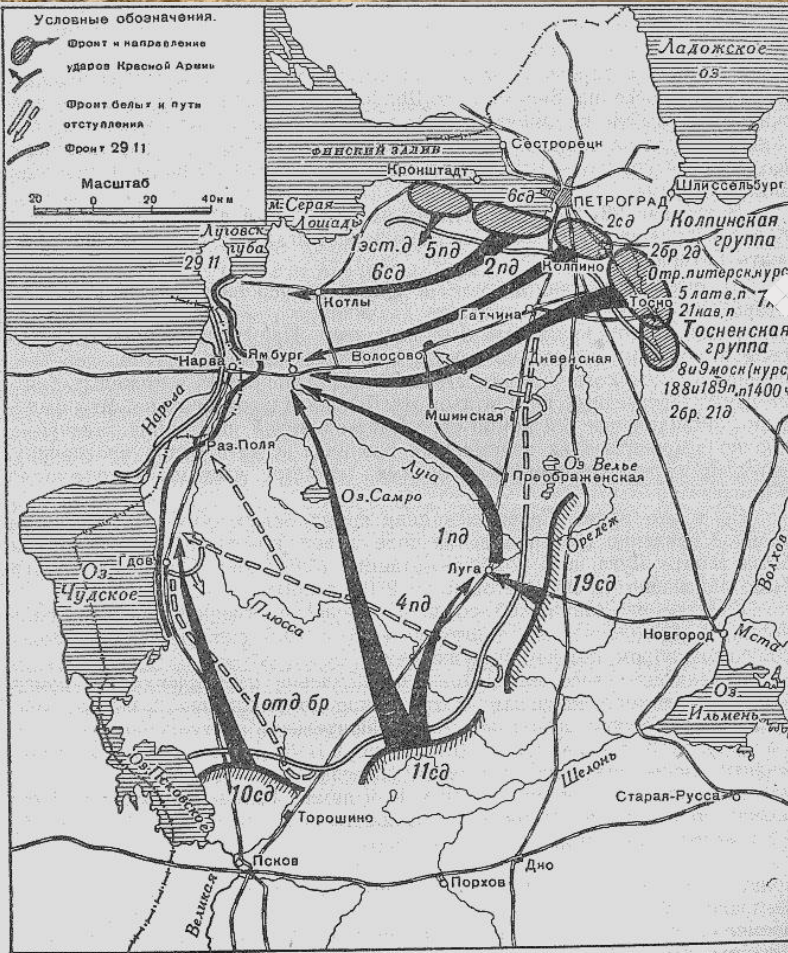 Условные обозначения.
Фронт и направление
ударов Красной Армии
Фронт белых и пути
отступления
Фронт 29 11
Масштаб
20 0 20 40км
Ладожское
оз
Сестрорецк
ФИНСКИЙ ЗАЛИВ
Кронштадт
Шлиссельбург
6сд
ПЕТРОГРАД
м. Серая
Лошадь
2сд
Колпинская
группа
Луговск
губа
1эст.д
5пд
2бр 2д
29 11
6сд
2пд
Колпино
Отр. питерск. курс
5 латв. п
21 нав. п
Котлы
Тосно
Гатчина
Тосненская
группа
Ямбург
Нарва
Волосово
Дивенская
8и9моск(курс
188и189п.п1400ч
2бр. 21д
Нарова
Мшинская
Раз. Поля
Луга
Оз Велье
Преображенская
Оз. Самро
Оредеж
1пд
Гдов
Луга
19сд
Оз
Чудское
Плюсса
4пд
Волхов
Новгород
Мста
Оз.
Ильмень
1отд бр
11сд
Шелонь
Оз. Псковское
10сд
Старая-Русса
Торошино
Псков
Дно
Порхов
Великая